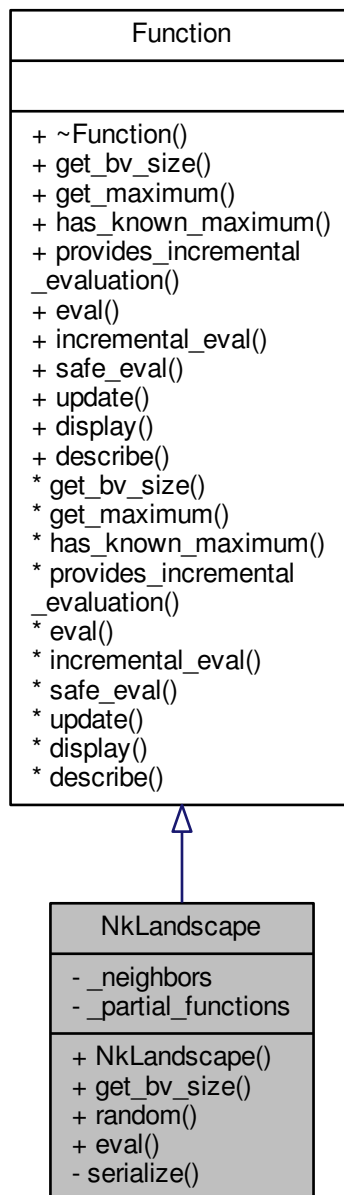 Function
+ ~Function()
+ get_bv_size()
+ get_maximum()
+ has_known_maximum()
+ provides_incremental
_evaluation()
+ eval()
+ incremental_eval()
+ safe_eval()
+ update()
+ display()
+ describe()
* get_bv_size()
* get_maximum()
* has_known_maximum()
* provides_incremental
_evaluation()
* eval()
* incremental_eval()
* safe_eval()
* update()
* display()
* describe()
NkLandscape
- _neighbors
- _partial_functions
+ NkLandscape()
+ get_bv_size()
+ random()
+ eval()
- serialize()